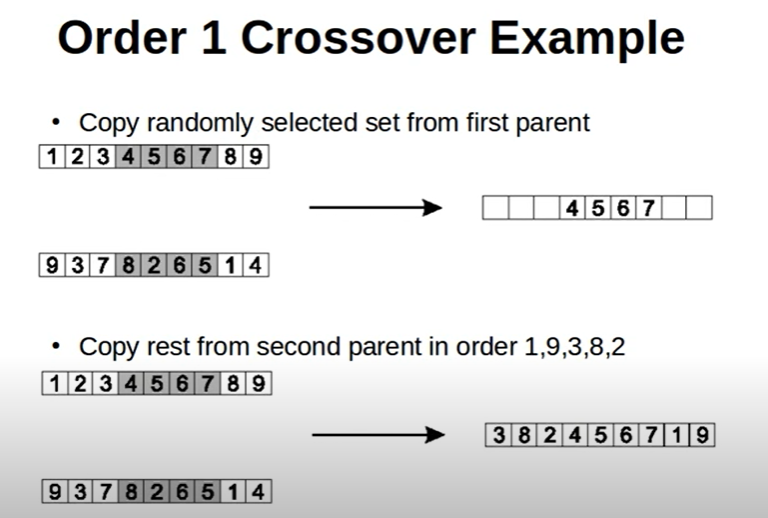 Order 1 Crossover Example
• Copy randomly selected set from first parent
1 2 3 4 5 6 7 8 9
4 5 6 7
9 3 7 8 2 6 5 1 4
• Copy rest from second parent in order 1,9,3,8,2
1 2 3 4 5 6 7 8 9
3 8 2 4 5 6 7 1 9
9 3 7 8 2 6 5 1 4